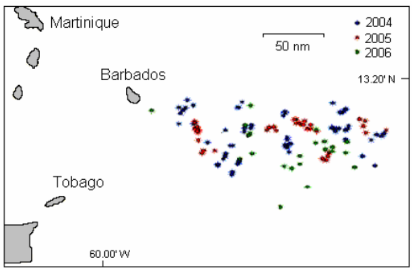 Martinique
2004
2005
2006
50 nm
Barbados
13.20' N
Tobago
60.00' W